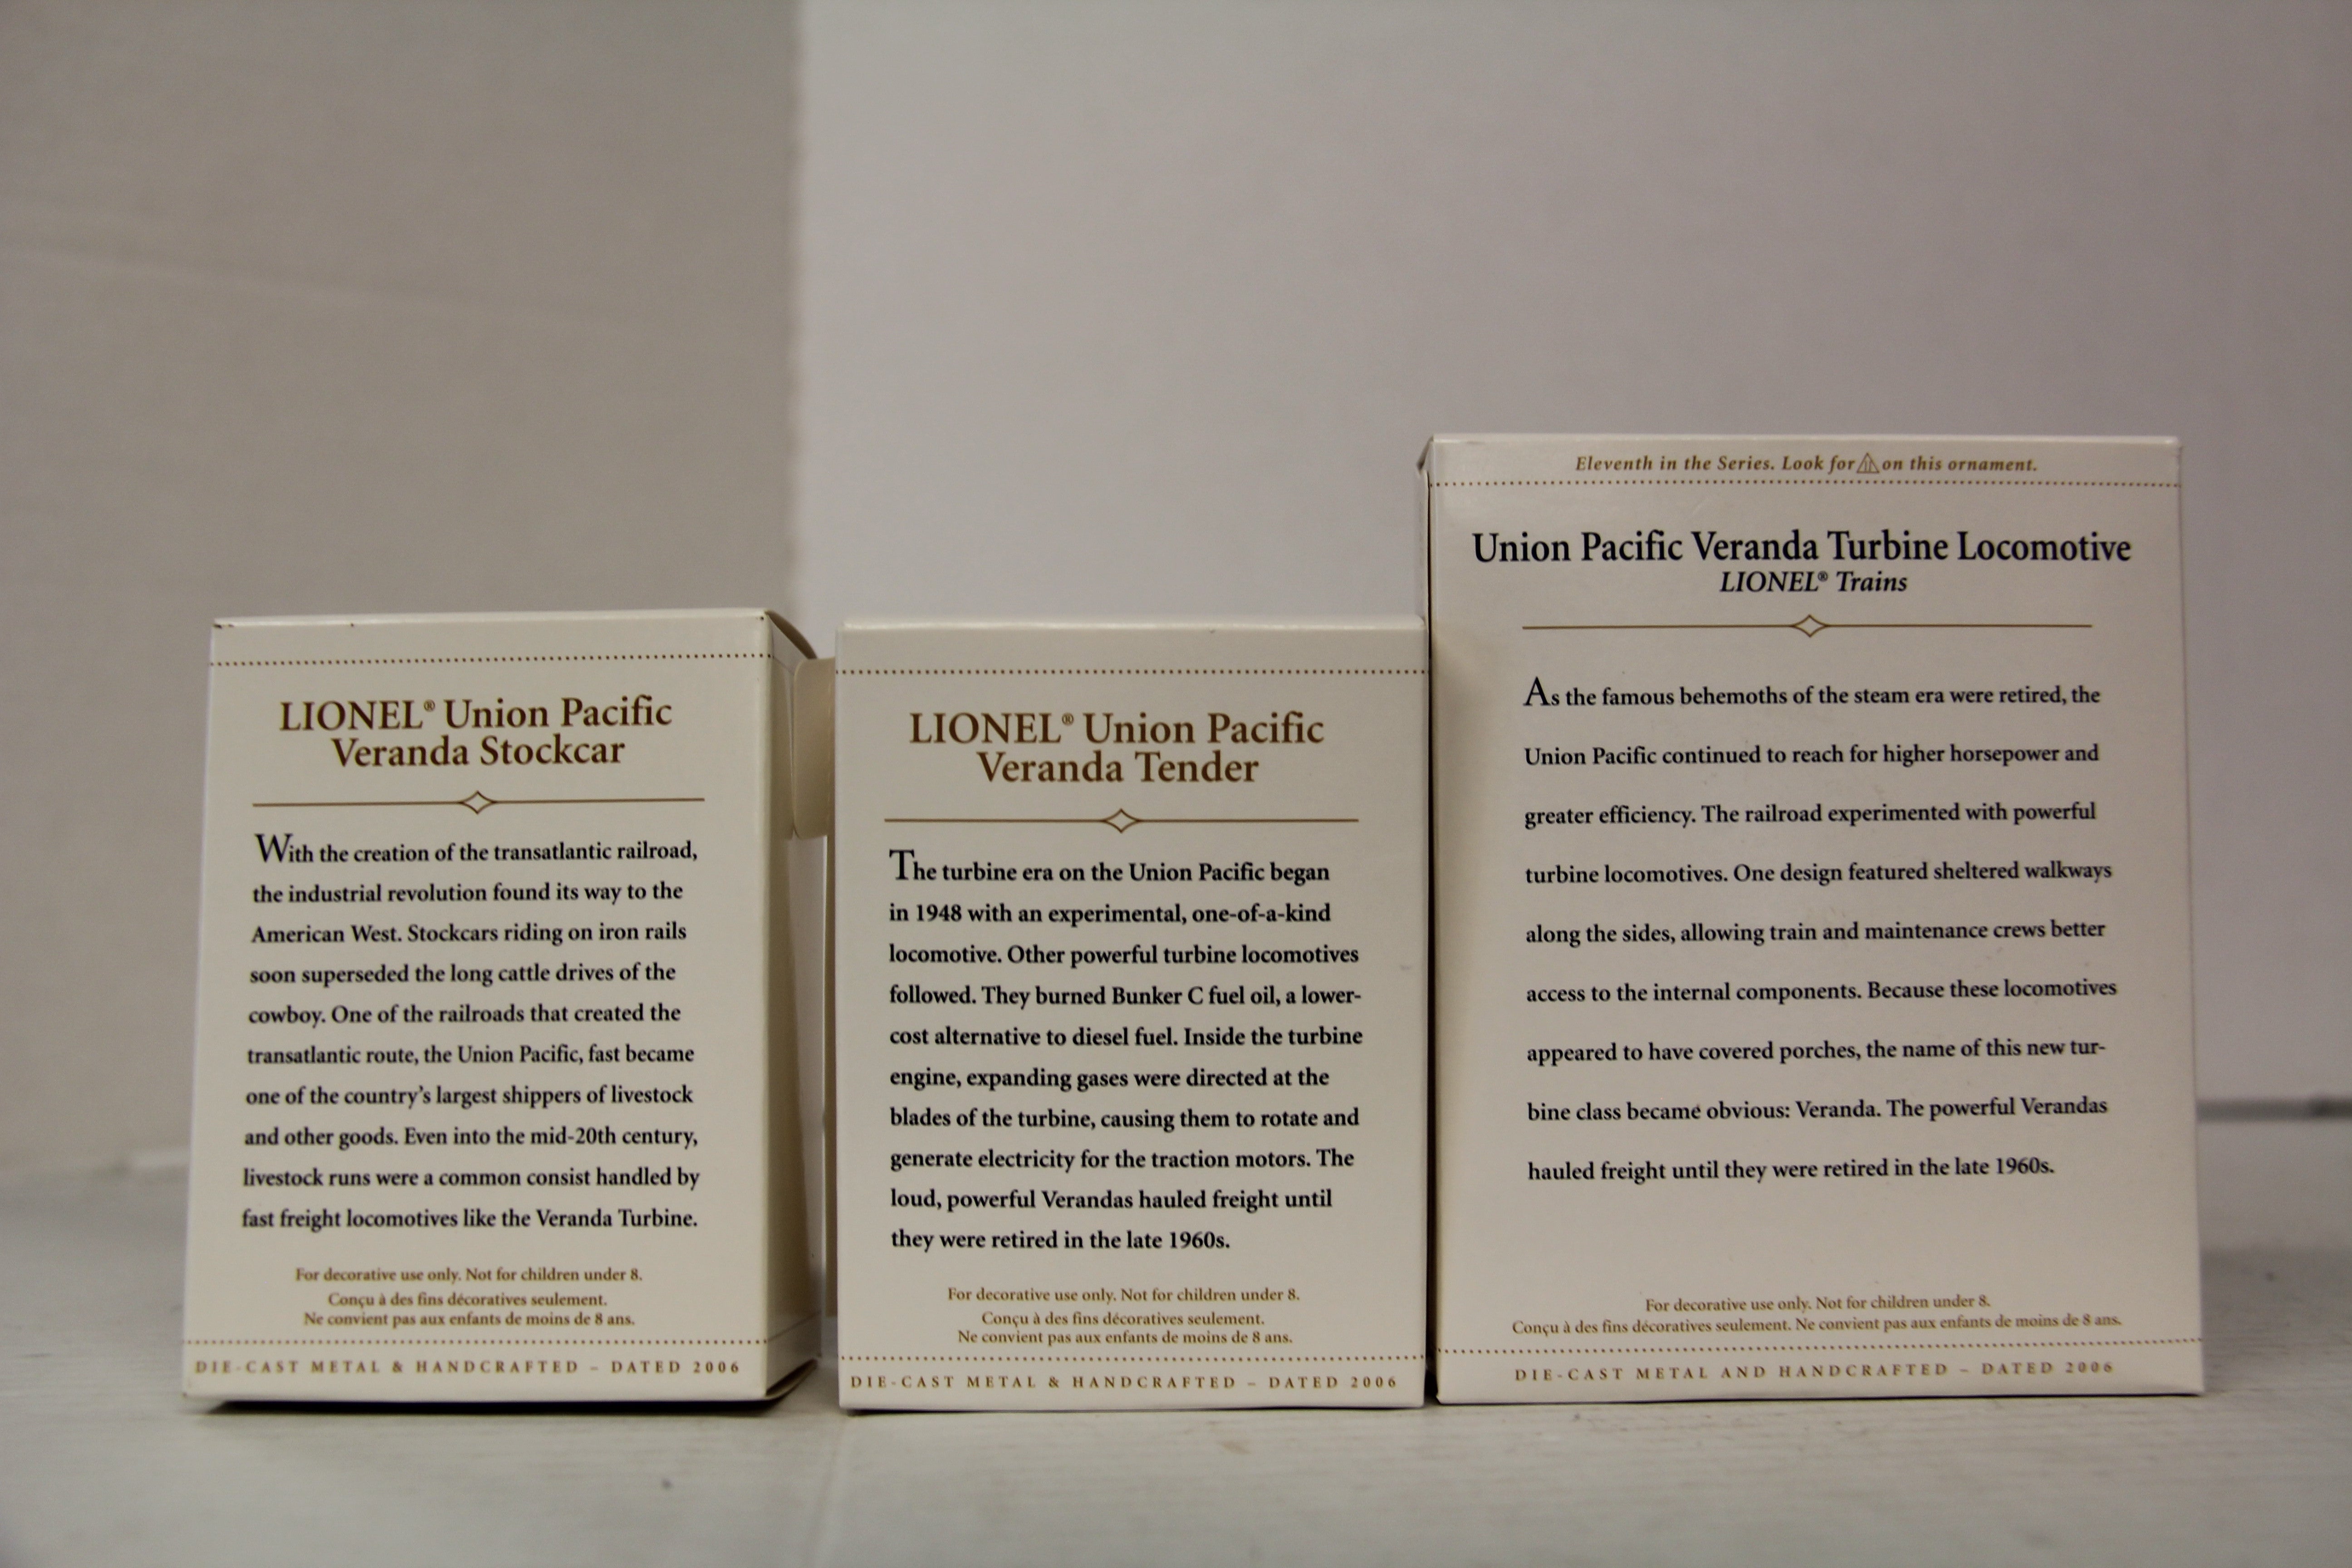 LIONEL® Union Pacific
Veranda Stockcar
With the creation of the transatlantic railroad,
the industrial revolution found its way to the
American West. Stockcars riding on iron rails
soon superseded the long cattle drives of the
cowboy. One of the railroads that created the
transatlantic route, the Union Pacific, fast became
one of the country's largest shippers of livestock
and other goods. Even into the mid-20th century,
livestock runs were a common consist handled by
fast freight locomotives like the Veranda Turbine.
For decorative use only. Not for children under 8.
Conçu à des fins décoratives seulement.
Ne convient pas aux enfants de moins de 8 ans.
DIE-CAST METAL & HANDCRAFTED – DATED 2006
LIONEL® Union Pacific
Veranda Tender
The turbine era on the Union Pacific began
in 1948 with an experimental, one-of-a-kind
locomotive. Other powerful turbine locomotives
followed. They burned Bunker C fuel oil, a lower-
cost alternative to diesel fuel. Inside the turbine
engine, expanding gases were directed at the
blades of the turbine, causing them to rotate and
generate electricity for the traction motors. The
loud, powerful Verandas hauled freight until
they were retired in the late 1960s.
For decorative use only. Not for children under 8.
Conçu à des fins décoratives seulement.
Ne convient pas aux enfants de moins de 8 ans.
DIE-CAST METAL & HANDCRAFTED – DATED 2006
Eleventh in the Series. Look for 11 on this ornament.
Union Pacific Veranda Turbine Locomotive
LIONEL® Trains
As the famous behemoths of the steam era were retired, the
Union Pacific continued to reach for higher horsepower and
greater efficiency. The railroad experimented with powerful
turbine locomotives. One design featured sheltered walkways
along the sides, allowing train and maintenance crews better
access to the internal components. Because these locomotives
appeared to have covered porches, the name of this new tur-
bine class became obvious: Veranda. The powerful Verandas
hauled freight until they were retired in the late 1960s.
For decorative use only. Not for children under 8.
Conçu à des fins décoratives seulement. Ne convient pas aux enfants de moins de 8 ans.
DIE-CAST METAL AND HANDCRAFTED – DATED 2006